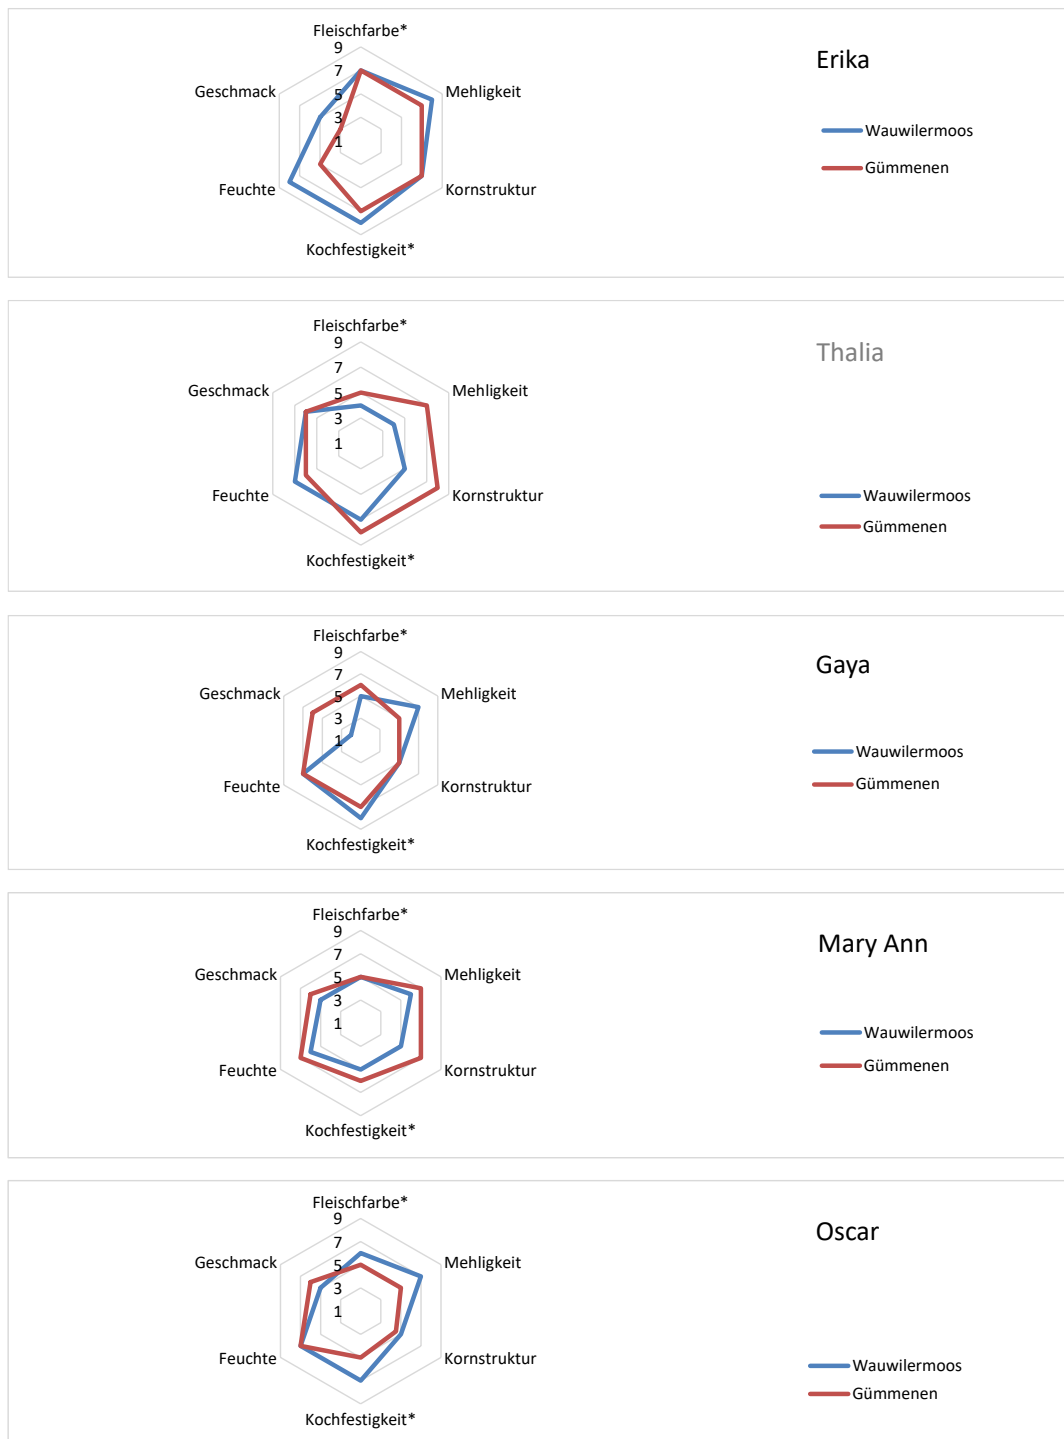 Fleischfarbe*
9
7
5
3
1
Geschmack
Mehligkeit
Feuchte
Kornstruktur
Kochfestigkeit*
Erika
Wauwilermoos
Gümmenen
Fleischfarbe*
9
7
5
3
1
Geschmack
Mehligkeit
Feuchte
Kornstruktur
Kochfestigkeit*
Thalia
Wauwilermoos
Gümmenen
Fleischfarbe*
9
7
5
3
1
Geschmack
Mehligkeit
Feuchte
Kornstruktur
Kochfestigkeit*
Gaya
Wauwilermoos
Gümmenen
Fleischfarbe*
9
7
5
3
1
Geschmack
Mehligkeit
Feuchte
Kornstruktur
Kochfestigkeit*
Mary Ann
Wauwilermoos
Gümmenen
Fleischfarbe*
9
7
5
3
1
Geschmack
Mehligkeit
Feuchte
Kornstruktur
Kochfestigkeit*
Oscar
Wauwilermoos
Gümmenen